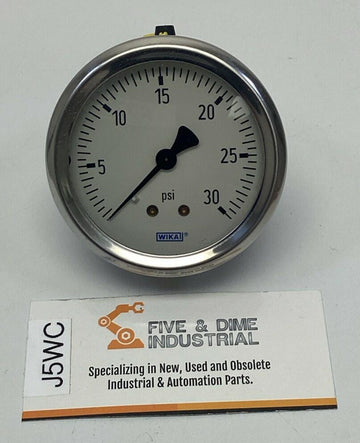 15
10
20
5
25
psi
30
WIKA®
J5WC
FIVE & DIME
INDUSTRIAL
Specializing in New, Used and Obsolete
Industrial & Automation Parts.